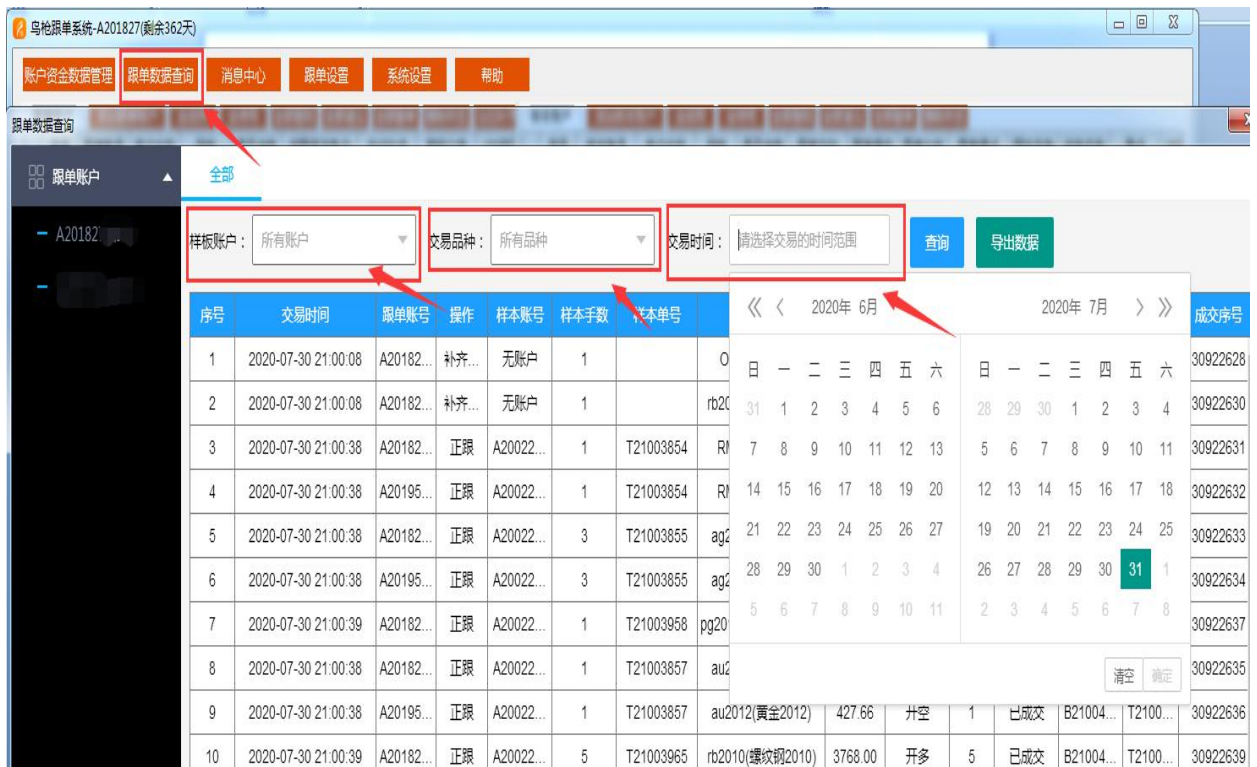 鸟枪跟单系统-A201827(剩余362天)
账户资金数据管理 跟单数据查询 消息中心 跟单设置 系统设置 帮助
跟单数据查询
跟单账户 全部
A20182
样板账户： 所有账户 交易品种： 所有品种 交易时间： 请选择交易的时间范围 查询 导出数据
2020年 6月 2020年 7月
日 一 二 三 四 五 六 日 一 二 三 四 五 六
31 1 2 3 4 5 6 28 29 30 1 2 3 4
7 8 9 10 11 12 13 5 6 7 8 9 10 11
14 15 16 17 18 19 20 12 13 14 15 16 17 18
21 22 23 24 25 26 27 19 20 21 22 23 24 25
28 29 30 1 2 3 4 26 27 28 29 30 31 1
5 6 7 8 9 10 11 2 3 4 5 6 7 8
清空 确定
序号 交易时间 跟单账号 操作 样本账号 样本手数 样本单号 成交序号
1 2020-07-30 21:00:08 A20182... 补齐... 无账户 1 O 30922628
2 2020-07-30 21:00:08 A20182... 补齐... 无账户 1 rb20 30922630
3 2020-07-30 21:00:38 A20182... 正跟 A20022... 1 T21003854 RM 30922631
4 2020-07-30 21:00:38 A20195... 正跟 A20022... 1 T21003854 RM 30922632
5 2020-07-30 21:00:38 A20182... 正跟 A20022... 3 T21003855 ag2 30922633
6 2020-07-30 21:00:38 A20195... 正跟 A20022... 3 T21003855 ag2 30922634
7 2020-07-30 21:00:39 A20182... 正跟 A20022... 1 T21003958 pg20 30922637
8 2020-07-30 21:00:38 A20182... 正跟 A20022... 1 T21003857 au2 30922635
9 2020-07-30 21:00:38 A20195... 正跟 A20022... 1 T21003857 au2012(黄金2012) 427.66 开空 1 已成交 B21004... T2100... 30922636
10 2020-07-30 21:00:39 A20182... 正跟 A20022... 5 T21003965 rb2010(螺纹钢2010) 3768.00 开多 5 已成交 B21004... T2100... 30922639